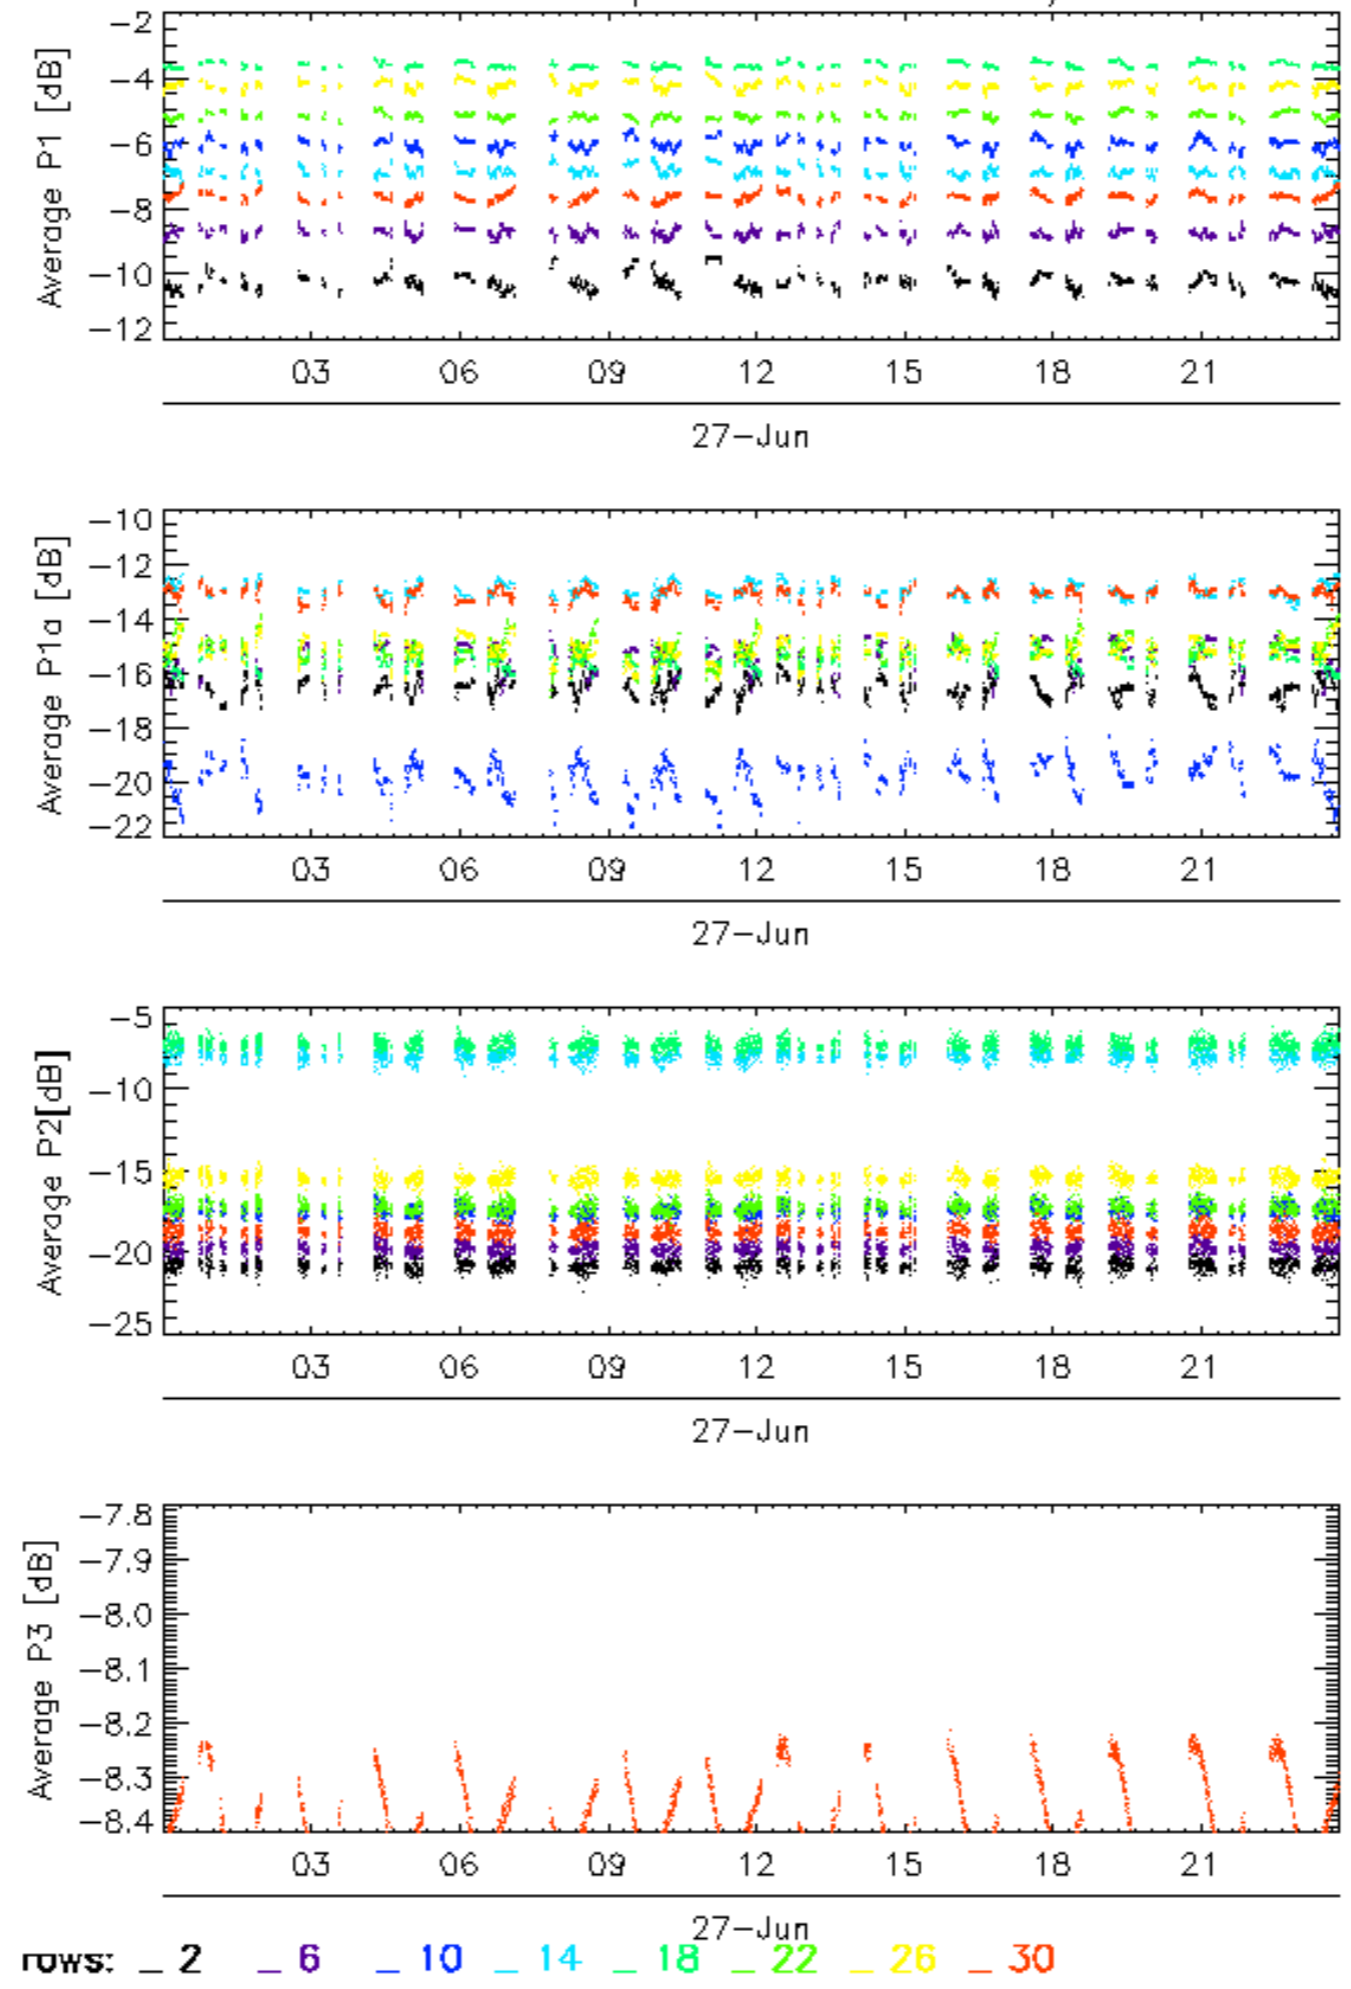 Average P1 [dB]
-2
-4
-6
-8
-10
-12
03 06 09 12 15 18 21
27-Jun
Average P1a [dB]
-10
-12
-14
-16
-18
-20
-22
03 06 09 12 15 18 21
27-Jun
Average P2[dB]
-5
-10
-15
-20
-25
03 06 09 12 15 18 21
27-Jun
Average P3 [dB]
-7.8
-7.9
-8.0
-8.1
-8.2
-8.3
-8.4
03 06 09 12 15 18 21
27-Jun
rows: _ 2 _ 6 _ 10 _ 14 _ 18 _ 22 _ 26 _ 30